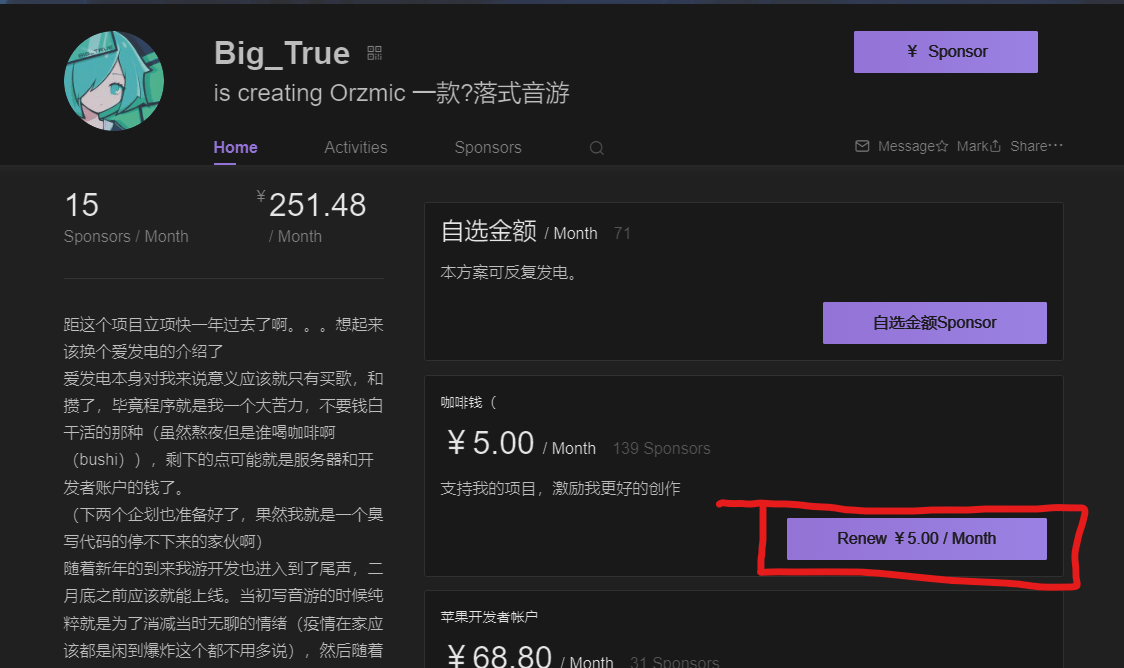 Big_True
is creating Orzmic 一款?落式音游
¥ Sponsor
Home
Activities
Sponsors
Message
Mark
Share···
15
Sponsors / Month
¥251.48
/ Month
距这个项目立项快一年过去了啊。。。想起来
该换个爱发电的介绍了
爱发电本身对我来说意义应该就只有买歌，和
攒了，毕竟程序就是我一个大苦力，不要钱白
干活的那种（虽然熬夜但是谁喝咖啡啊
（bushi）），剩下的点可能就是服务器和开
发者账户的钱了。
（下两个企划也准备好了，果然我就是一个臭
写代码的停不下来的家伙啊）
随着新年的到来我游开发也进入到了尾声，二
月底之前应该就能上线。当初写音游的时候纯
粹就是为了消减当时无聊的情绪（疫情在家应
该都是闲到爆炸这个都不用多说），然后随着
自选金额 / Month 71
本方案可反复发电。
自选金额Sponsor
咖啡钱（
¥5.00 / Month 139 Sponsors
支持我的项目，激励我更好的创作
Renew ¥5.00 / Month
苹果开发者帐户
¥68.80 / Month 31 Sponsors